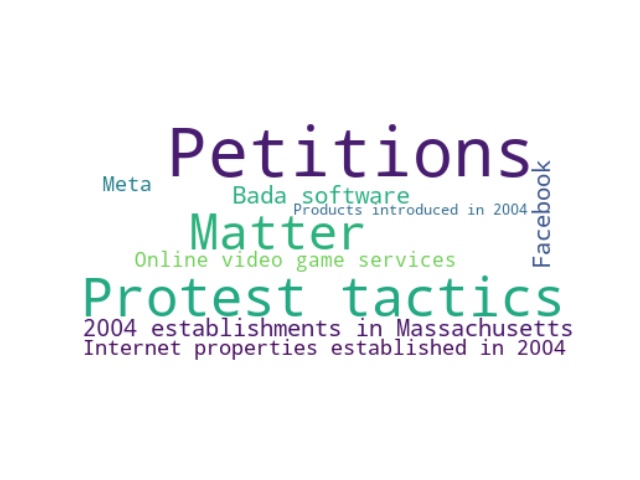 Petitions
Meta
Bada software
Facebook
Products introduced in 2004
Matter
Online video game services
Protest tactics
2004 establishments in Massachusetts
Internet properties established in 2004